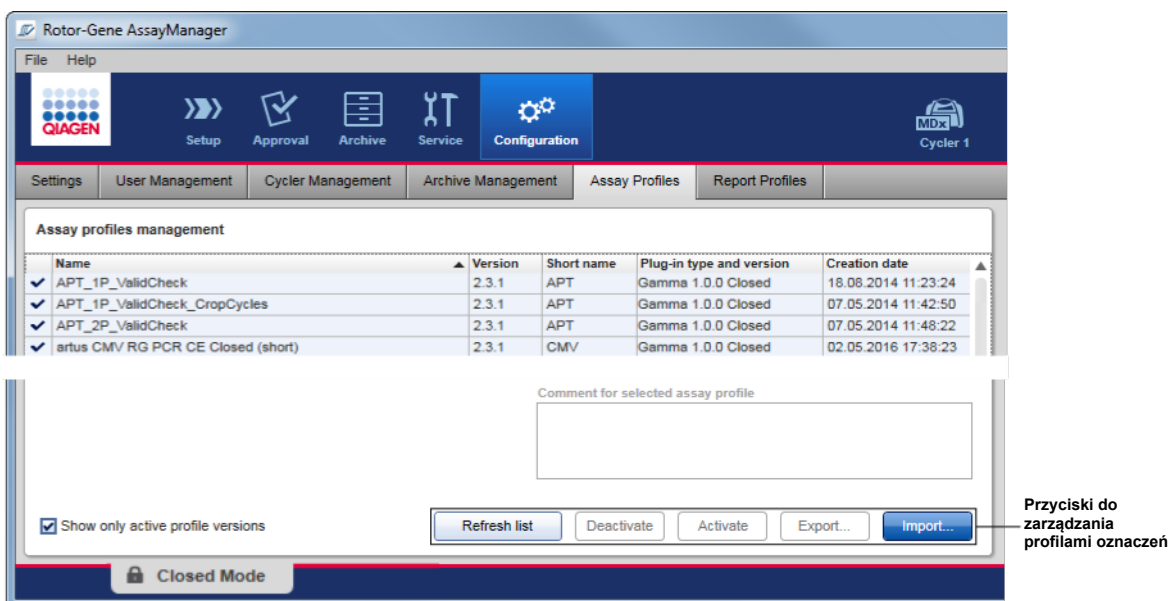 Rotor-Gene AssayManager
File Help
QIAGEN
Setup Approval Archive Service Configuration
MDx
Cycler 1
Settings User Management Cycler Management Archive Management Assay Profiles Report Profiles
Assay profiles management
Name Version Short name Plug-in type and version Creation date
APT_1P_ValidCheck 2.3.1 APT Gamma 1.0.0 Closed 18.08.2014 11:23:24
APT_1P_ValidCheck_CropCycles 2.3.1 APT Gamma 1.0.0 Closed 07.05.2014 11:42:50
APT_2P_ValidCheck 2.3.1 APT Gamma 1.0.0 Closed 07.05.2014 11:48:22
artus CMV RG PCR CE Closed (short) 2.3.1 CMV Gamma 1.0.0 Closed 02.05.2016 17:38:23
Comment for selected assay profile
Show only active profile versions
Refresh list Deactivate Activate Export... Import...
Przyciski do
zarządzania
profilami oznaczeń
Closed Mode